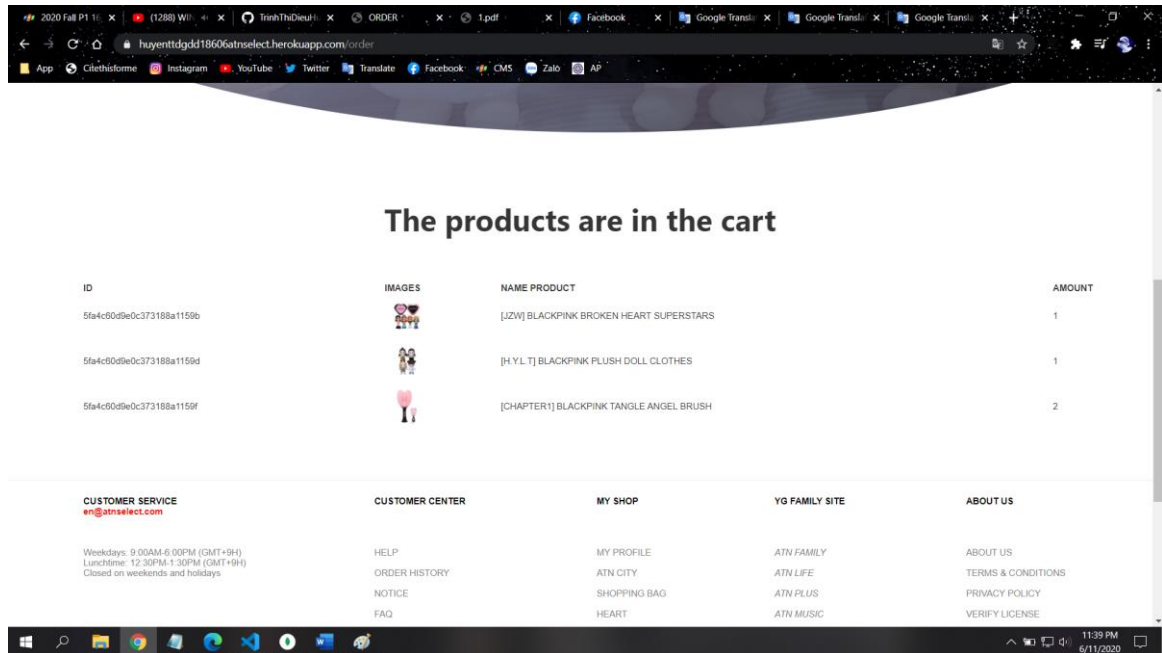 2020 Fall P1 16
(1288) WIN
TrinhThiDieuH
ORDER
1.pdf
Facebook
Google Transla
Google Transla
Google Transla
huyenttdgdd18606atnselect.herokuapp.com/order
App Citethisforme Instagram YouTube Twitter Translate Facebook CMS Zalo AP
The products are in the cart
ID IMAGES NAME PRODUCT AMOUNT
5fa4c60d9e0c373188a1159b [JZW] BLACKPINK BROKEN HEART SUPERSTARS 1
5fa4c60d9e0c373188a1159d [H.Y.L.T] BLACKPINK PLUSH DOLL CLOTHES 1
5fa4c60d9e0c373188a1159f [CHAPTER1] BLACKPINK TANGLE ANGEL BRUSH 2
CUSTOMER SERVICE
en@atnselect.com
Weekdays: 9:00AM-6:00PM (GMT+9H)
Lunchtime: 12:30PM-1:30PM (GMT+9H)
Closed on weekends and holidays
CUSTOMER CENTER
HELP
ORDER HISTORY
NOTICE
FAQ
MY SHOP
MY PROFILE
ATN CITY
SHOPPING BAG
HEART
YG FAMILY SITE
ATN FAMILY
ATN LIFE
ATN PLUS
ATN MUSIC
ABOUT US
ABOUT US
TERMS & CONDITIONS
PRIVACY POLICY
VERIFY LICENSE
11:39 PM
6/11/2020